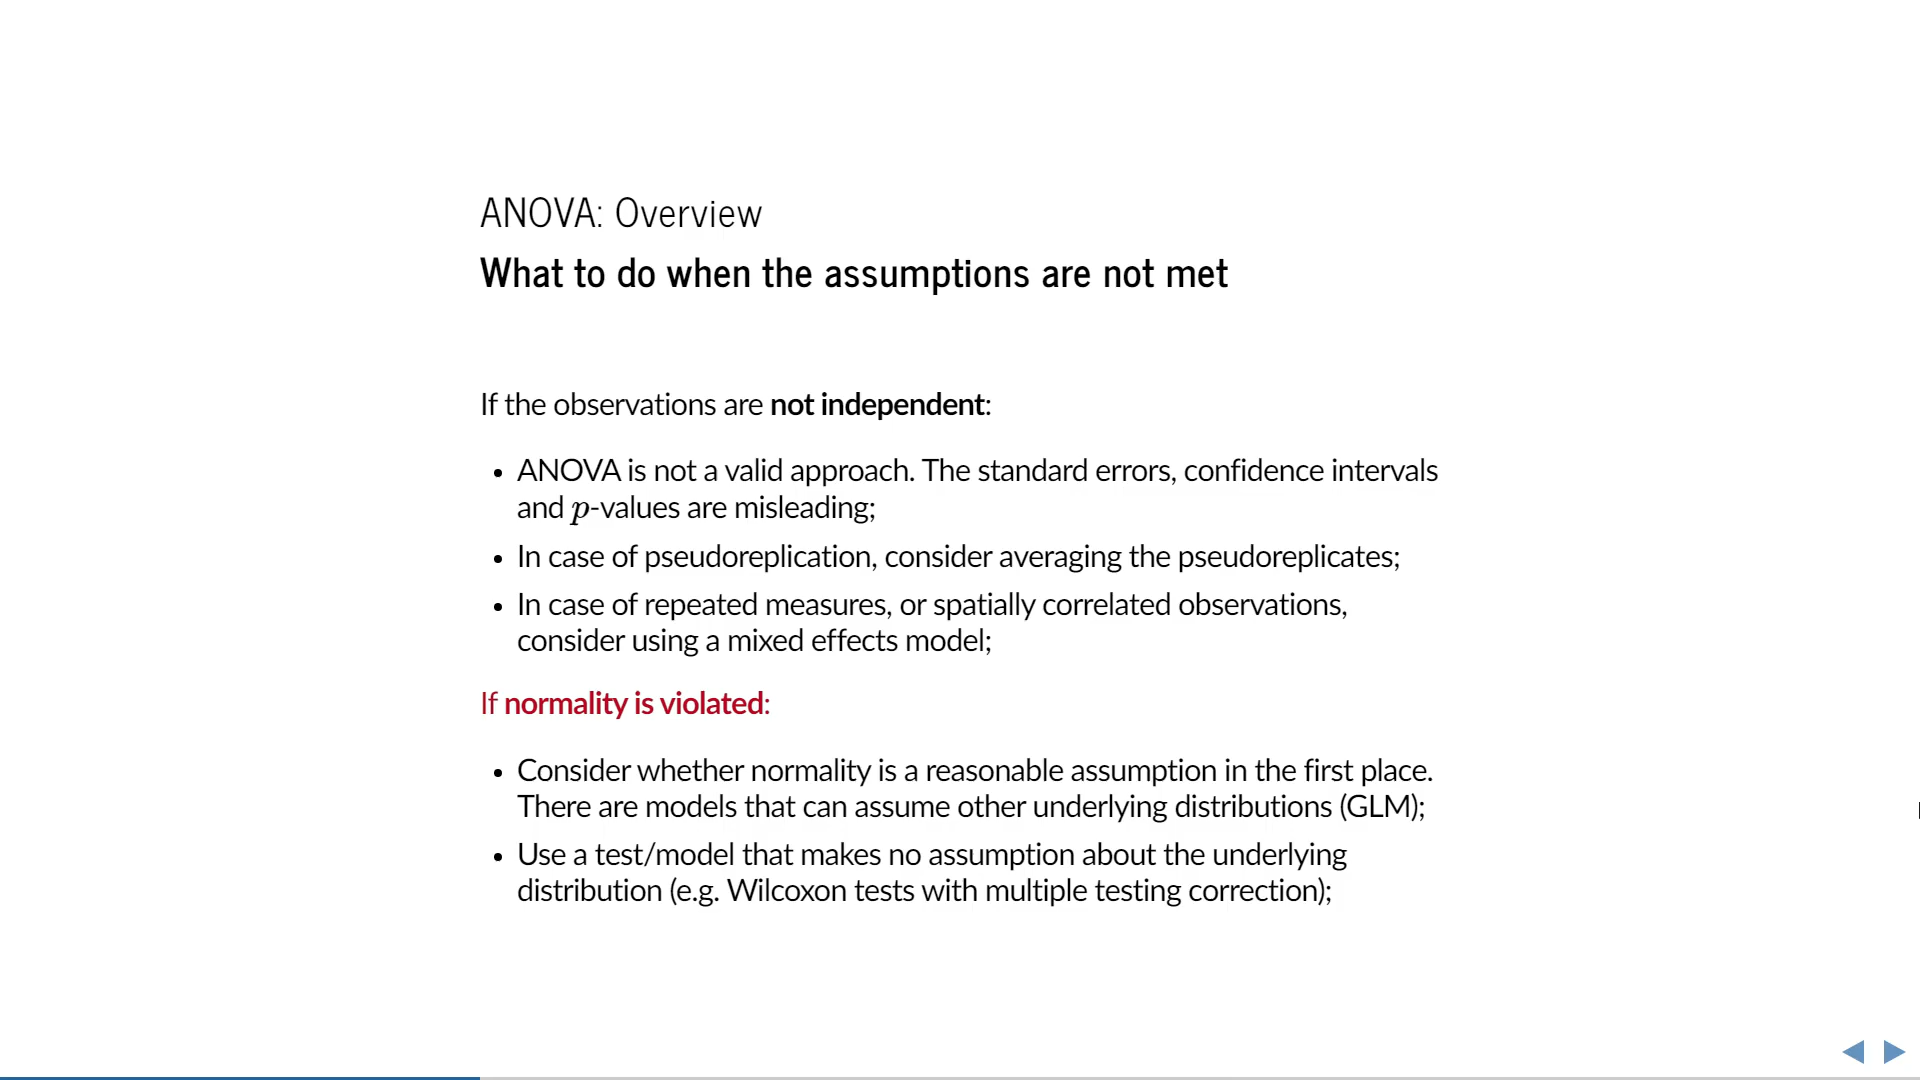 ANOVA: Overview
What to do when the assumptions are not met
If the observations are not independent:
• ANOVA is not a valid approach. The standard errors, confidence intervals
and p-values are misleading;
• In case of pseudoreplication, consider averaging the pseudoreplicates;
• In case of repeated measures, or spatially correlated observations,
consider using a mixed effects model;
If normality is violated:
• Consider whether normality is a reasonable assumption in the first place.
There are models that can assume other underlying distributions (GLM);
• Use a test/model that makes no assumption about the underlying
distribution (e.g. Wilcoxon tests with multiple testing correction);